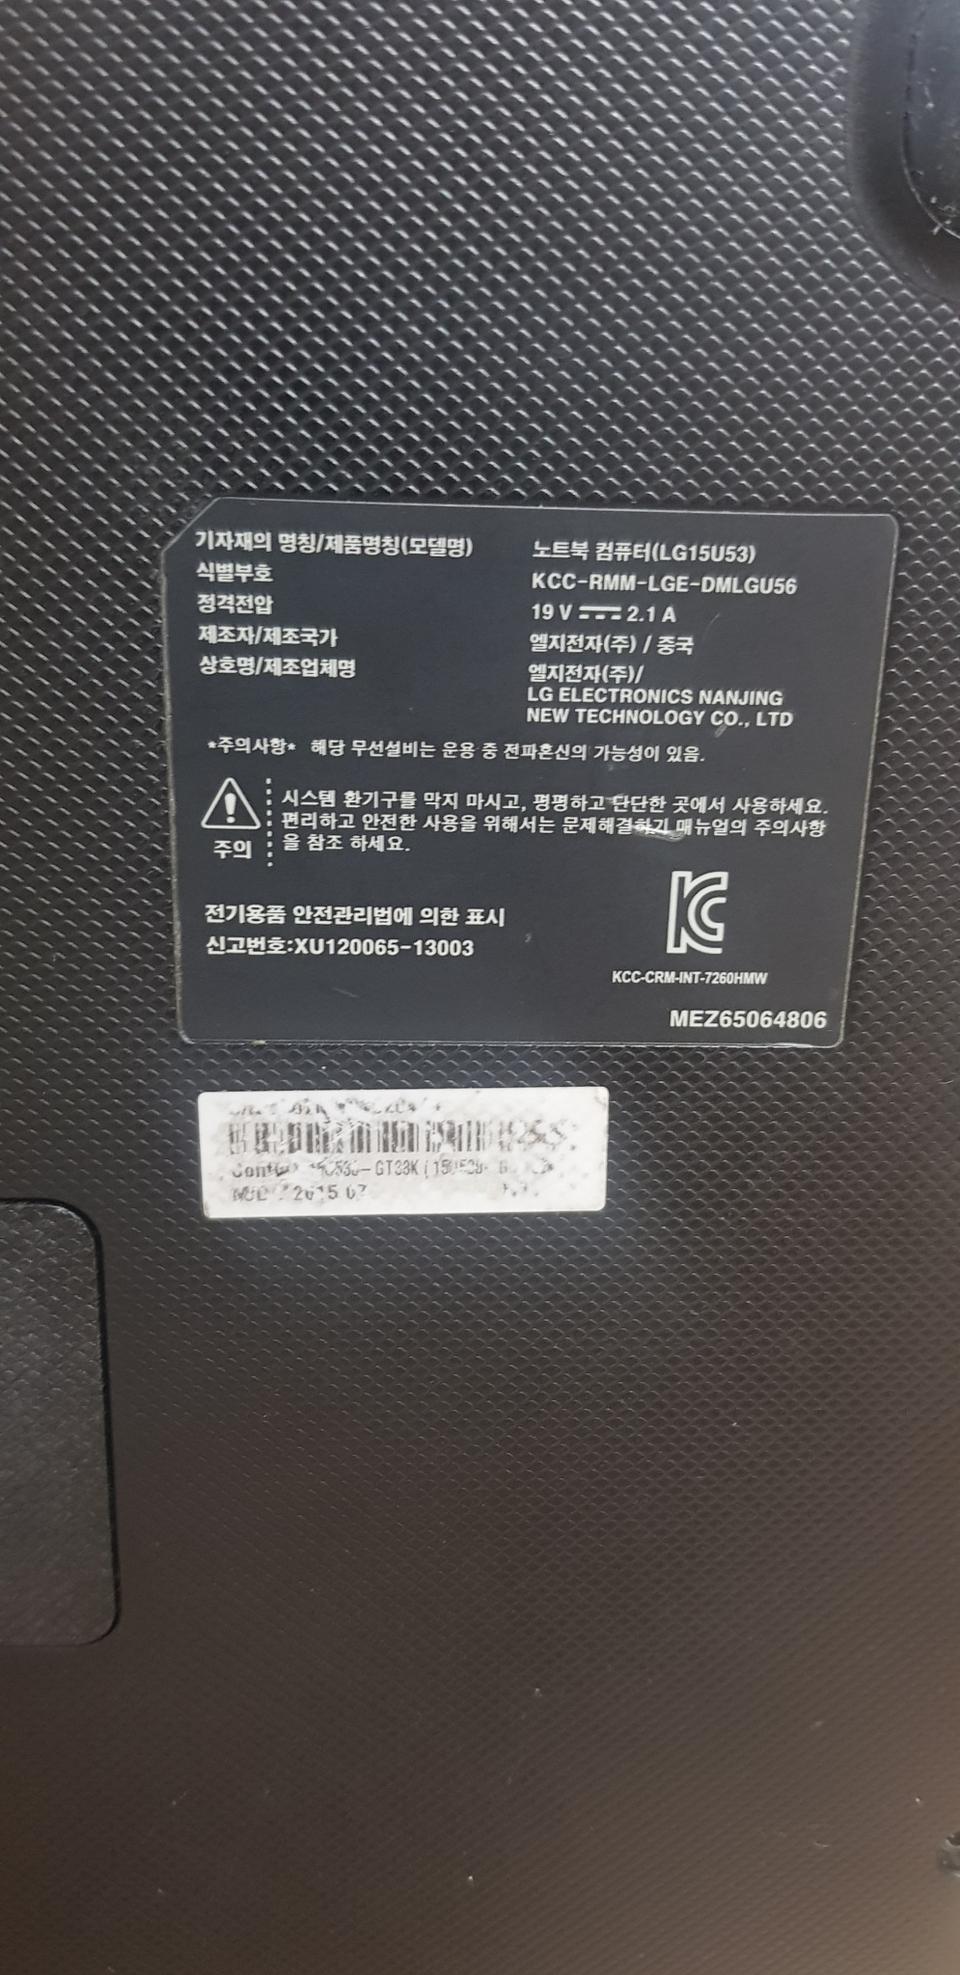 기자재의 명칭/제품명칭(모델명) 노트북 컴퓨터(LG15U53)
식별부호 KCC-RMM-LGE-DMLGU56
정격전압 19 V 2.1 A
제조자/제조국가 엘지전자(주) / 중국
상호명/제조업체명 엘지전자(주)/
LG ELECTRONICS NANJING
NEW TECHNOLOGY CO., LTD
*주의사항* 해당 무선설비는 운용 중 전파혼신의 가능성이 있음.
시스템 환기구를 막지 마시고, 평평하고 단단한 곳에서 사용하세요.
편리하고 안전한 사용을 위해서는 문제해결하기 매뉴얼의 주의사항
을 참조 하세요.
주의
전기용품 안전관리법에 의한 표시
신고번호:XU120065-13003
KC
KCC-CRM-INT-7260HMW
MEZ65064806
2015.07